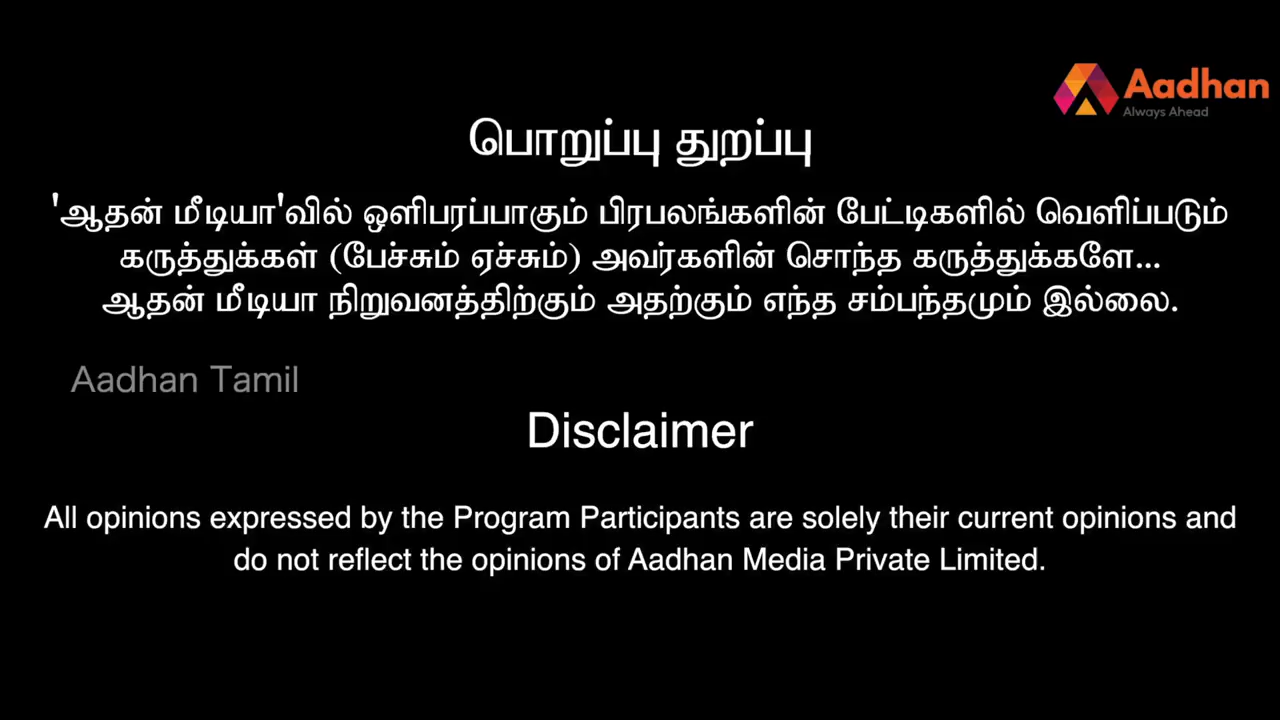 Aadhan
Always Ahead
பொறுப்பு துறப்பு
'ஆதன் மீடியா'வில் ஒளிபரப்பாகும் பிரபலங்களின் பேட்டிகளில் வெளிப்படும்
கருத்துக்கள் (பேச்சும் ஏச்சும்) அவர்களின் சொந்த கருத்துக்களே...
ஆதன் மீடியா நிறுவனத்திற்கும் அதற்கும் எந்த சம்பந்தமும் இல்லை.
Aadhan Tamil
Disclaimer
All opinions expressed by the Program Participants are solely their current opinions and
do not reflect the opinions of Aadhan Media Private Limited.